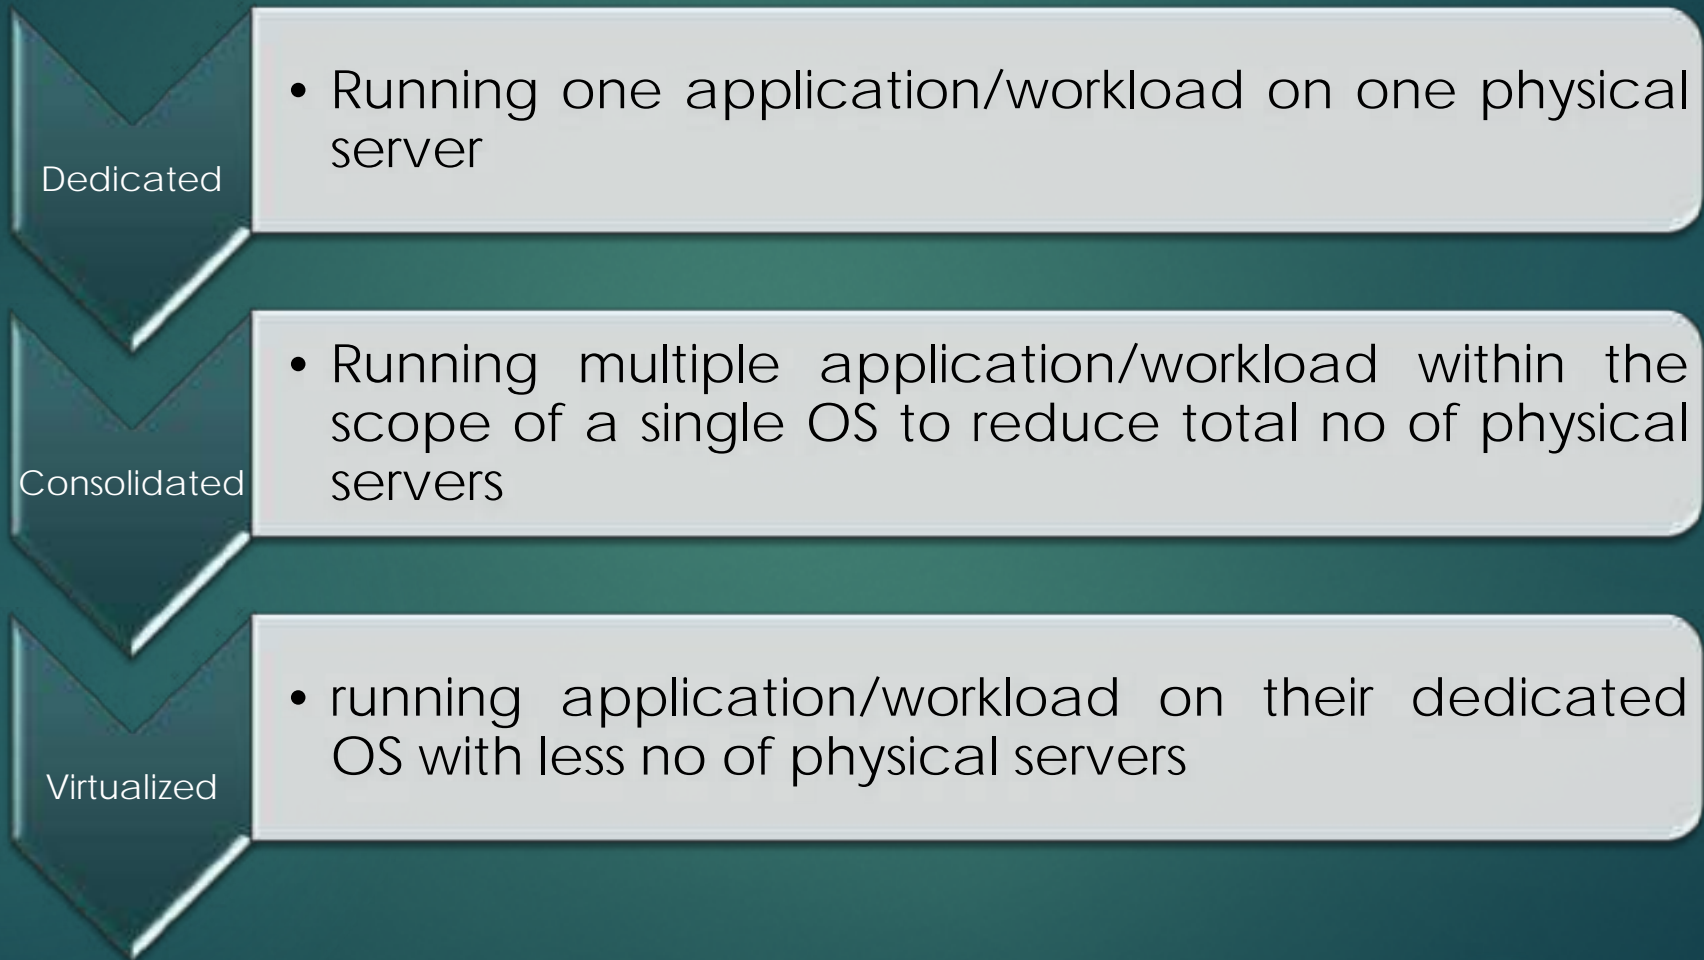 Dedicated
• Running one application/workload on one physical
server
Consolidated
• Running multiple application/workload within the
scope of a single OS to reduce total no of physical
servers
Virtualized
• running application/workload on their dedicated
OS with less no of physical servers